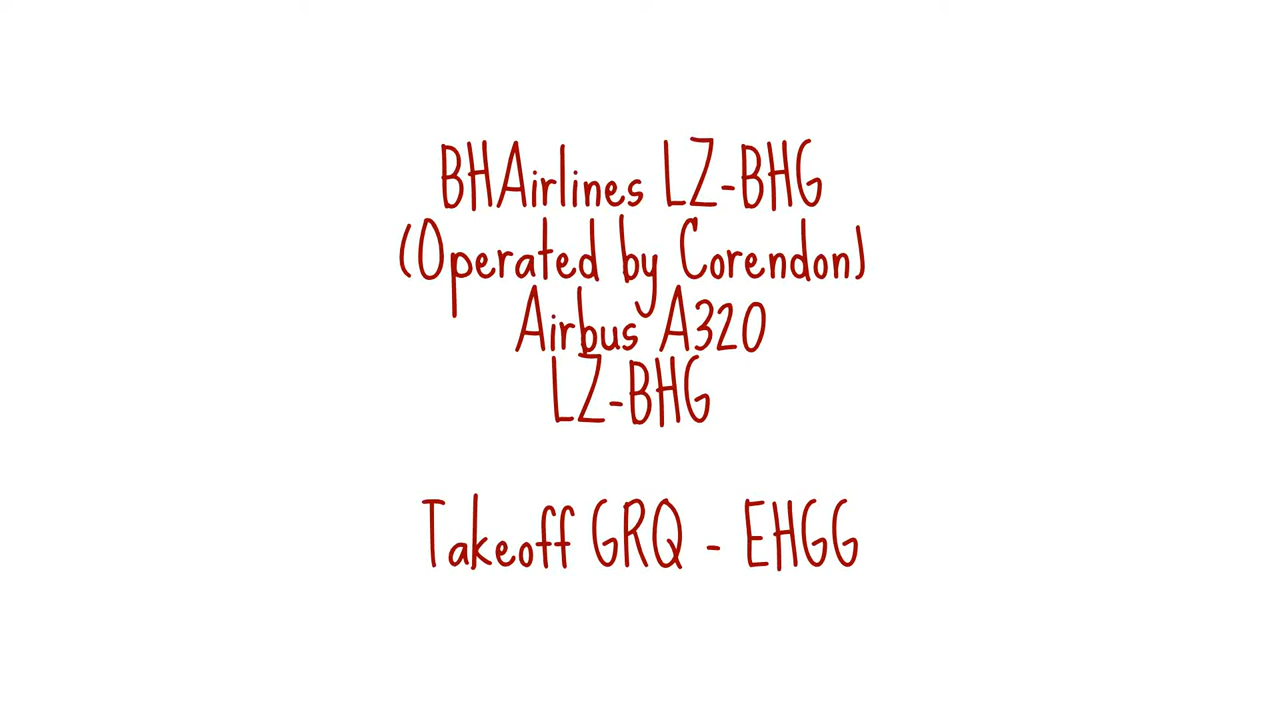 BHAirlines LZ-BHG
(Operated by Corendon)
Airbus A320
LZ-BHG
Takeoff GRQ - EHGG